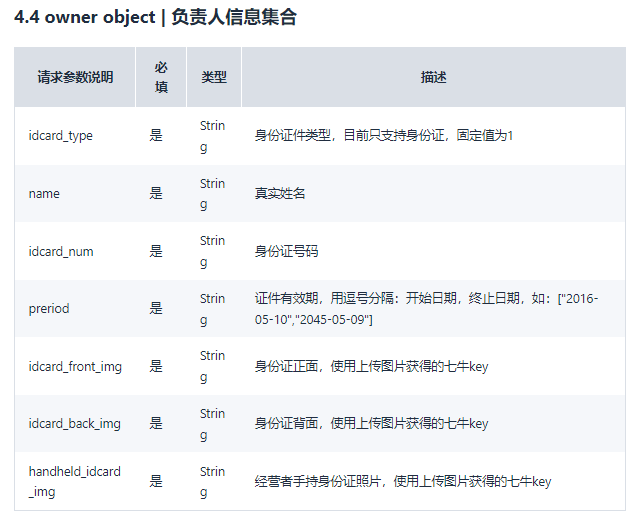 4.4 owner object | 负责人信息集合
请求参数说明 必填 类型 描述
idcard_type 是 String 身份证件类型，目前只支持身份证，固定值为1
name 是 String 真实姓名
idcard_num 是 String 身份证号码
preriod 是 String 证件有效期，用逗号分隔：开始日期，终止日期，如：["2016-
05-10","2045-05-09"]
idcard_front_img 是 String 身份证正面，使用上传图片获得的七牛key
idcard_back_img 是 String 身份证背面，使用上传图片获得的七牛key
handheld_idcard
_img 是 String 经营者手持身份证照片，使用上传图片获得的七牛key